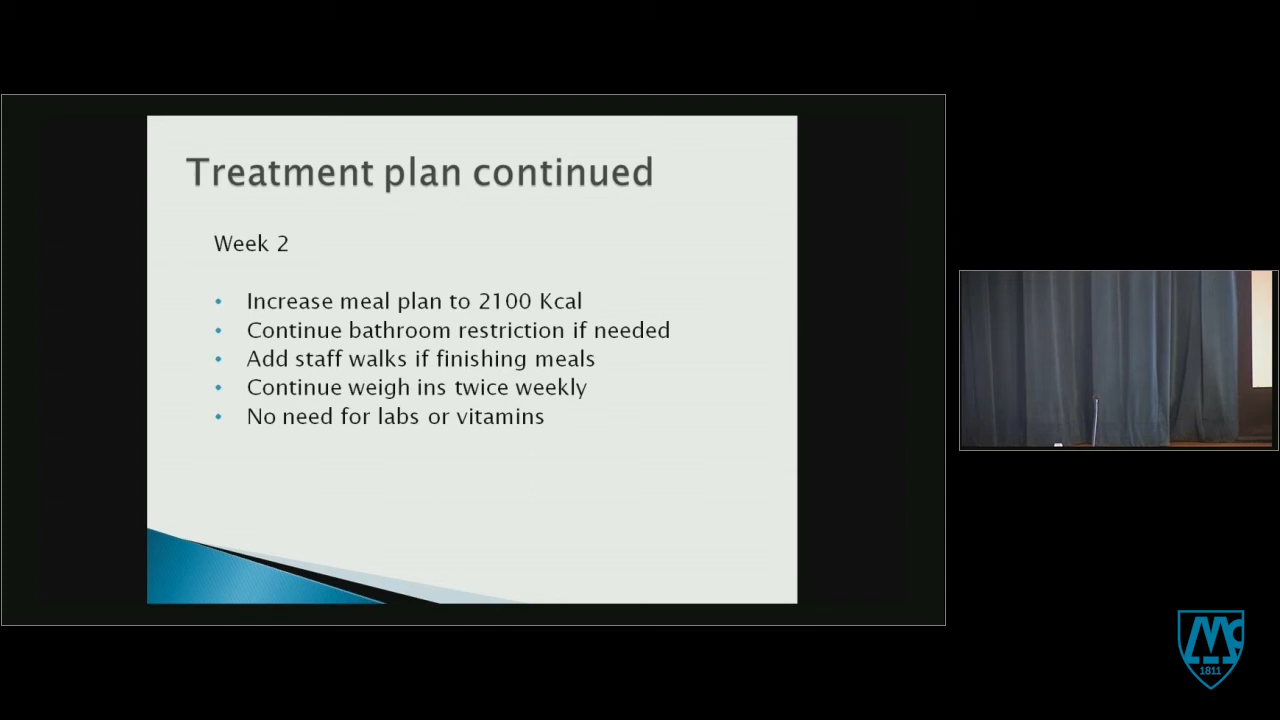 Treatment plan continued
Week 2
• Increase meal plan to 2100 Kcal
• Continue bathroom restriction if needed
• Add staff walks if finishing meals
• Continue weigh ins twice weekly
• No need for labs or vitamins
Mc
1811